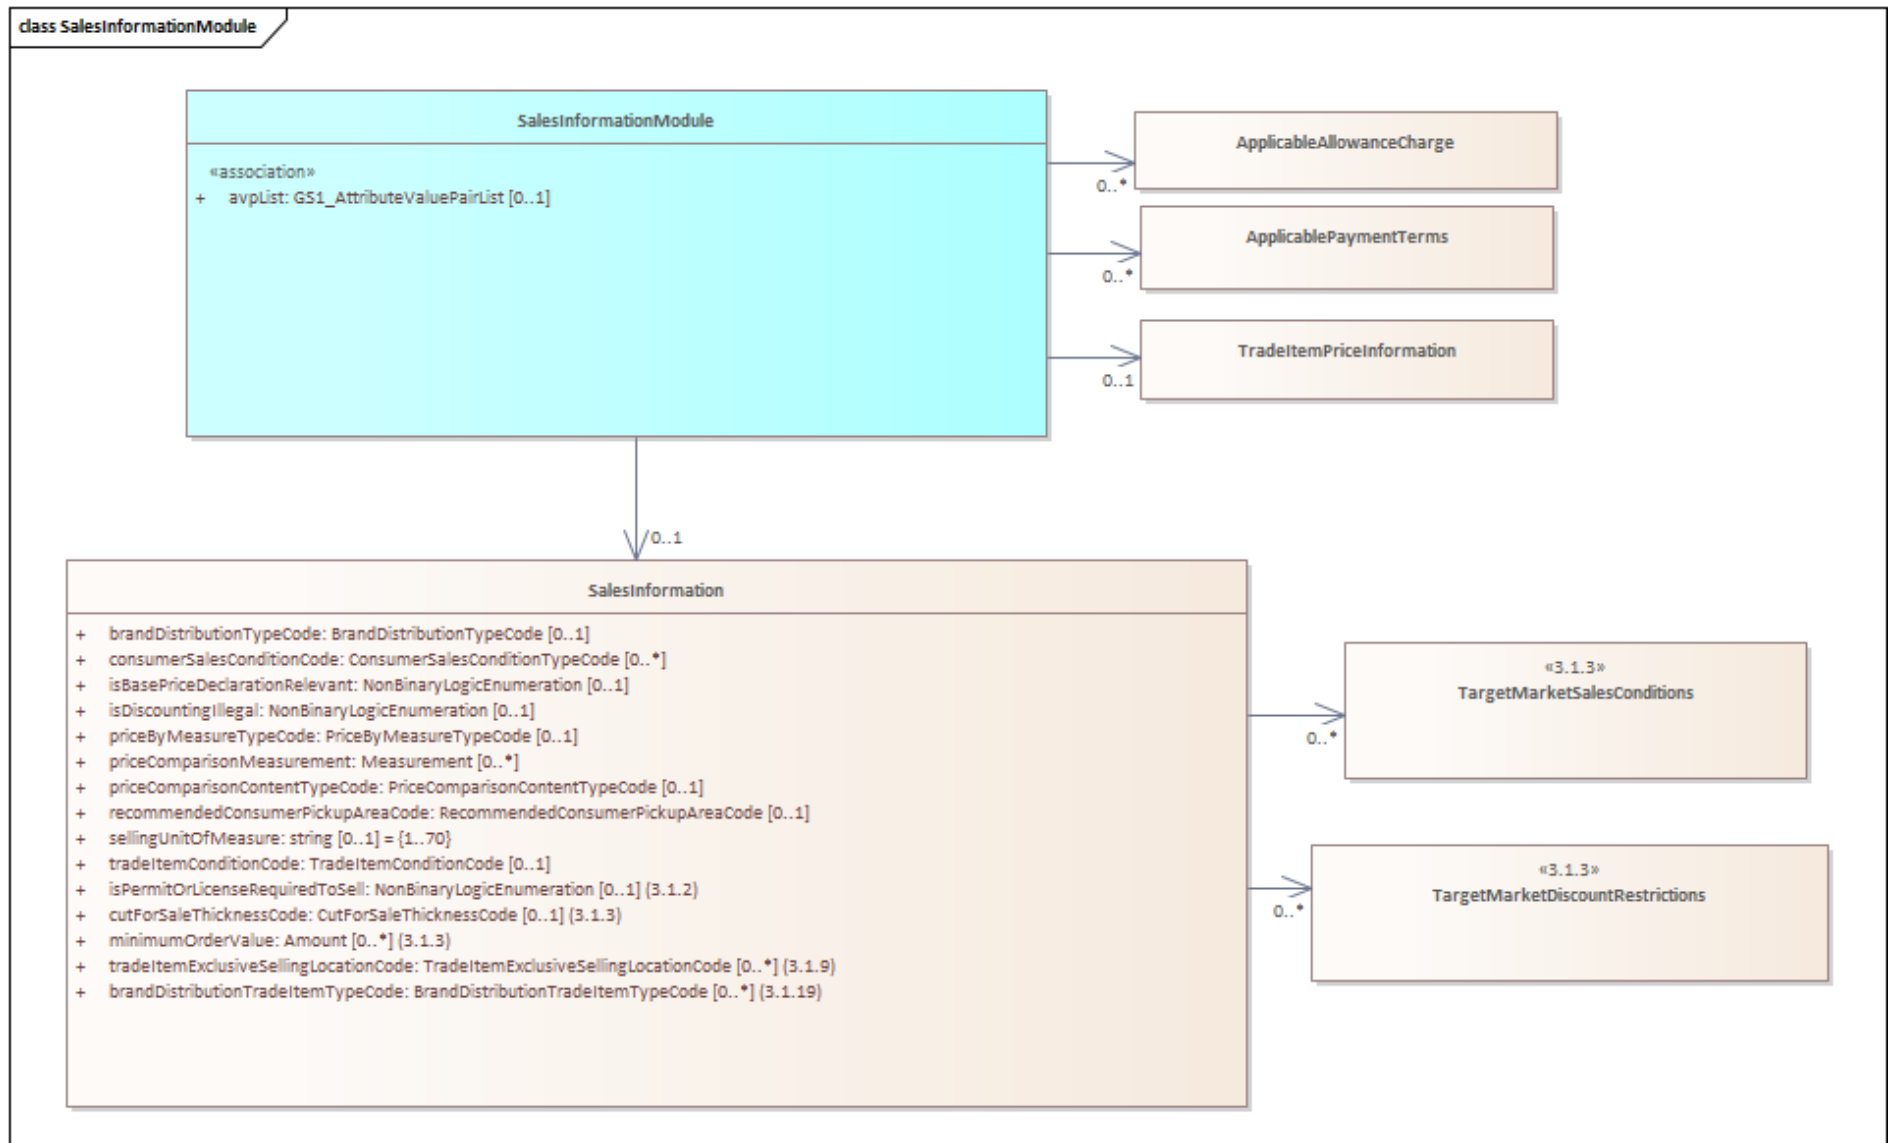 class SalesInformationModule
SalesInformationModule
«association»
+ avpList: GS1_AttributeValuePairList [0..1]
ApplicableAllowanceCharge
0..*
ApplicablePaymentTerms
0..*
TradeItemPriceInformation
0..1
0..1
SalesInformation
+ brandDistributionTypeCode: BrandDistributionTypeCode [0..1]
+ consumerSalesConditionCode: ConsumerSalesConditionTypeCode [0..*]
+ isBasePriceDeclarationRelevant: NonBinaryLogicEnumeration [0..1]
+ isDiscountingIllegal: NonBinaryLogicEnumeration [0..1]
+ priceByMeasureTypeCode: PriceByMeasureTypeCode [0..1]
+ priceComparisonMeasurement: Measurement [0..*]
+ priceComparisonContentTypeCode: PriceComparisonContentTypeCode [0..1]
+ recommendedConsumerPickupAreaCode: RecommendedConsumerPickupAreaCode [0..1]
+ sellingUnitOfMeasure: string [0..1] = {1..70}
+ tradeItemConditionCode: TradeItemConditionCode [0..1]
+ isPermitOrLicenseRequiredToSell: NonBinaryLogicEnumeration [0..1] (3.1.2)
+ cutForSaleThicknessCode: CutForSaleThicknessCode [0..1] (3.1.3)
+ minimumOrderValue: Amount [0..*] (3.1.3)
+ tradeItemExclusiveSellingLocationCode: TradeItemExclusiveSellingLocationCode [0..*] (3.1.9)
+ brandDistributionTradeItemTypeCode: BrandDistributionTradeItemTypeCode [0..*] (3.1.19)
«3.1.3»
TargetMarketSalesConditions
0..*
«3.1.3»
TargetMarketDiscountRestrictions
0..*